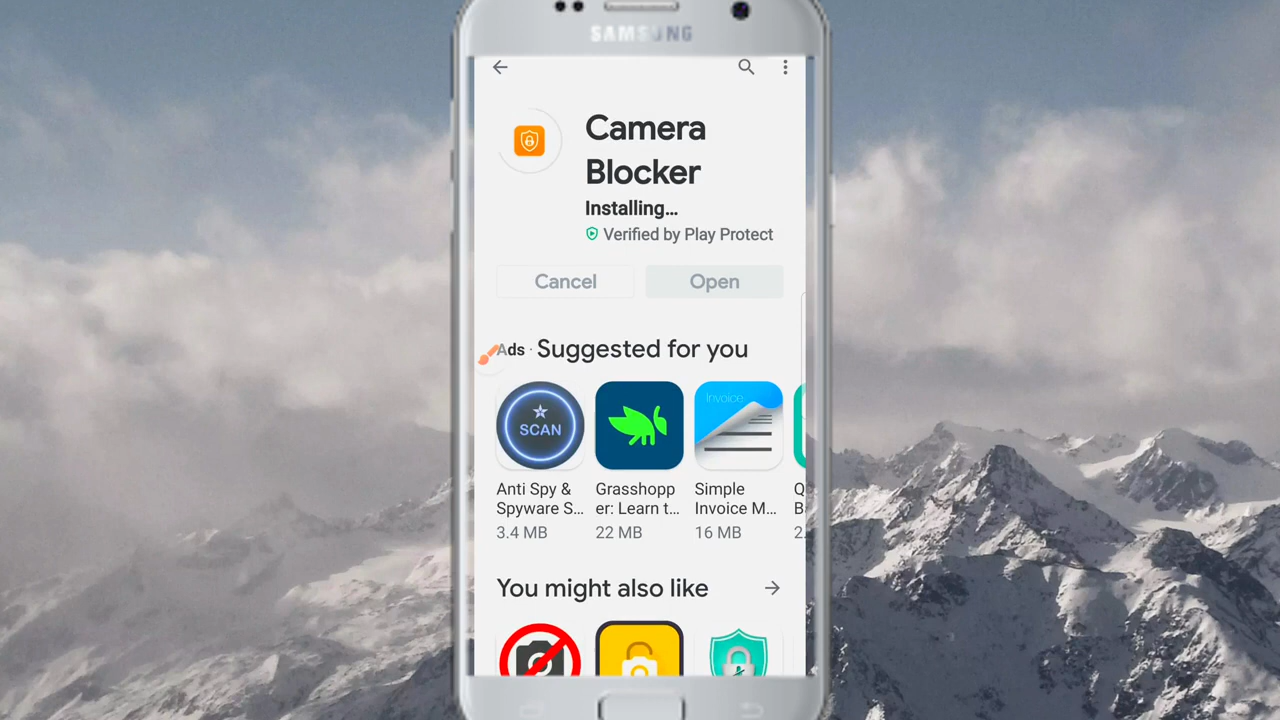 SAMSUNG
Camera
Blocker
Installing...
Verified by Play Protect
Cancel
Open
Ads · Suggested for you
SCAN
Invoice
Anti Spy &
Spyware S...
3.4 MB
Grasshopp
er: Learn t...
22 MB
Simple
Invoice M...
16 MB
Q
B
2.
You might also like